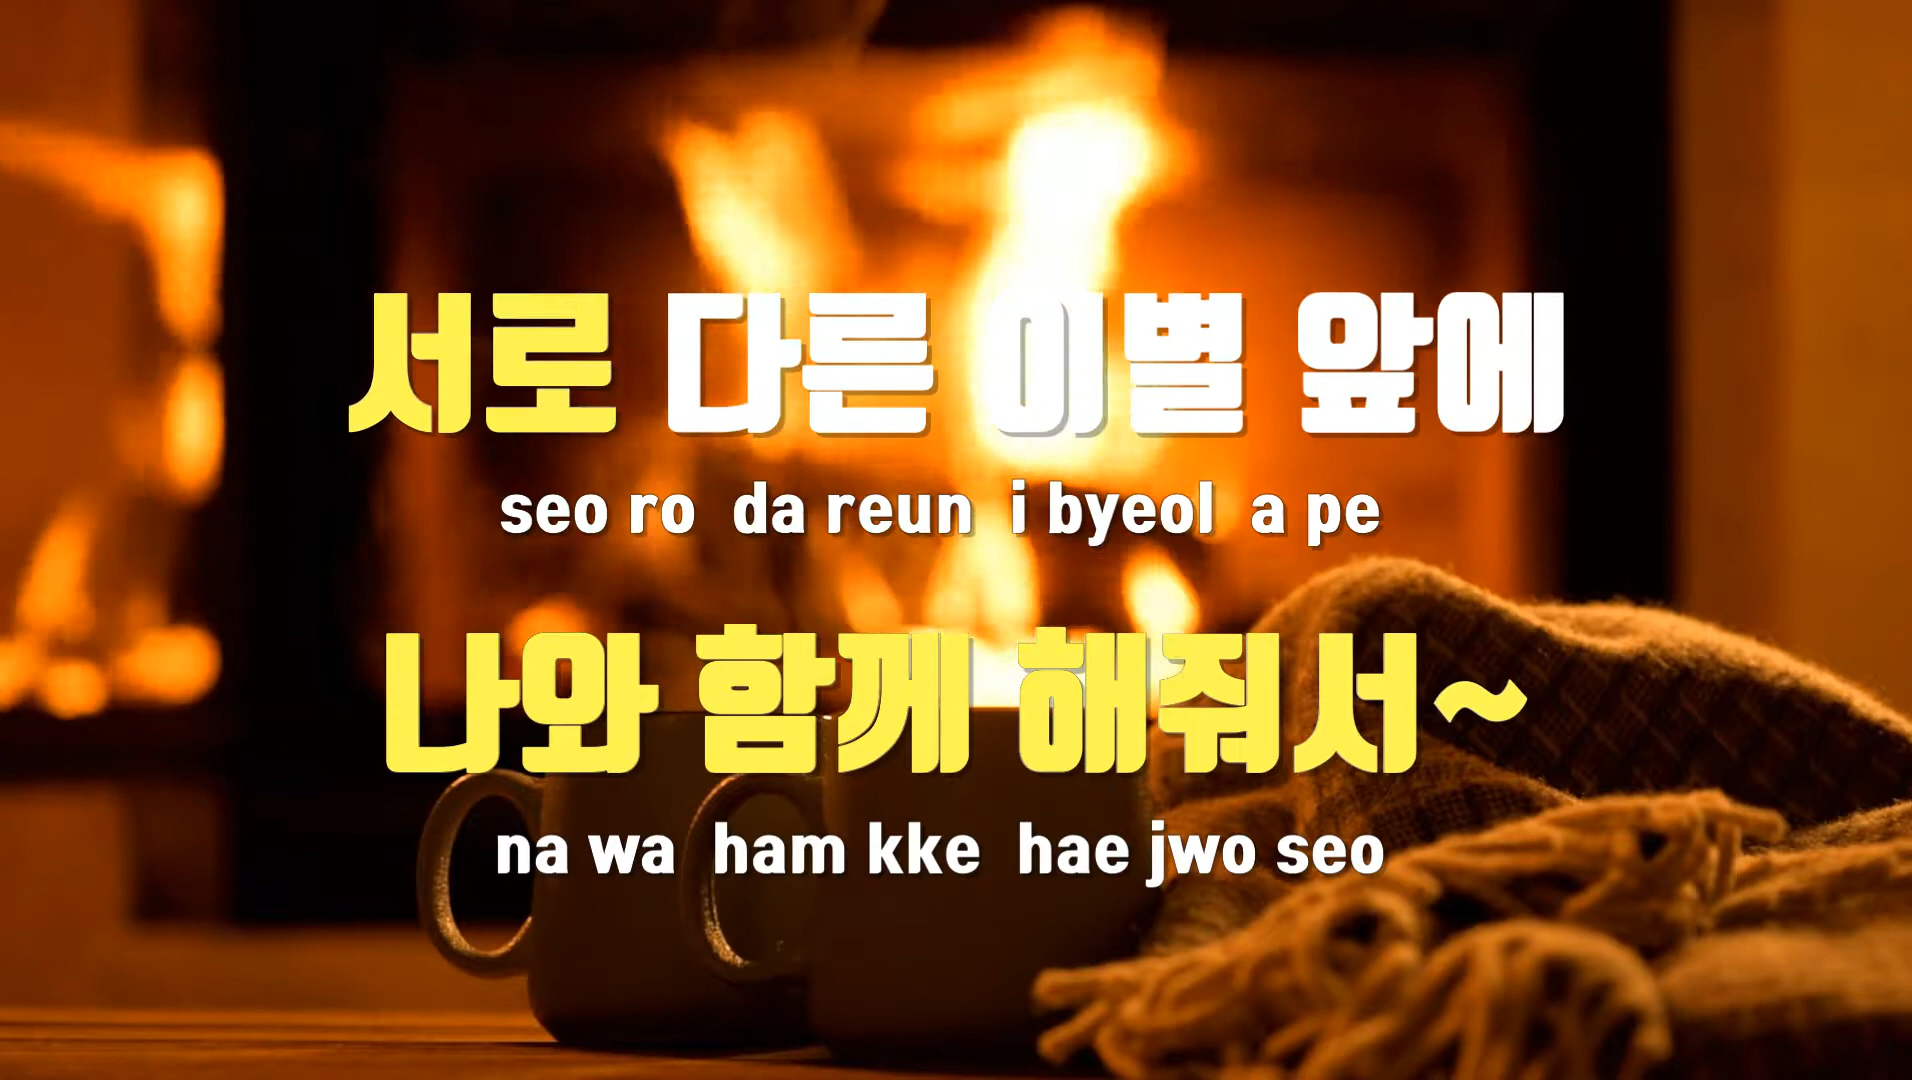 서로 다른 이별 앞에
seo ro da reun i byeol a pe
나와 함께 해줘서~
na wa ham kke hae jwo seo